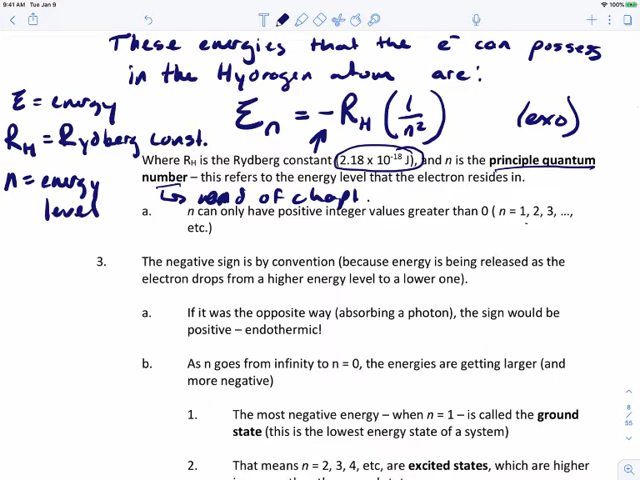 9:41 AM Tue Jan 9
100%
These energies that the e⁻ can possess
in the Hydrogen atom are:
E = energy
Eₙ = -R_H (1/n²) (exo)
R_H = Rydberg const.
Where R_H is the Rydberg constant (2.18 x 10⁻¹⁸ J), and n is the principle quantum
n = energy
number – this refers to the energy level that the electron resides in.
level
↳ end of chapt.
a. n can only have positive integer values greater than 0 ( n = 1, 2, 3, …,
etc.)
3. The negative sign is by convention (because energy is being released as the
electron drops from a higher energy level to a lower one).
a. If it was the opposite way (absorbing a photon), the sign would be
positive – endothermic!
b. As n goes from infinity to n = 0, the energies are getting larger (and
more negative)
8
55
1. The most negative energy – when n = 1 – is called the ground
state (this is the lowest energy state of a system)
2. That means n = 2, 3, 4, etc, are excited states, which are higher